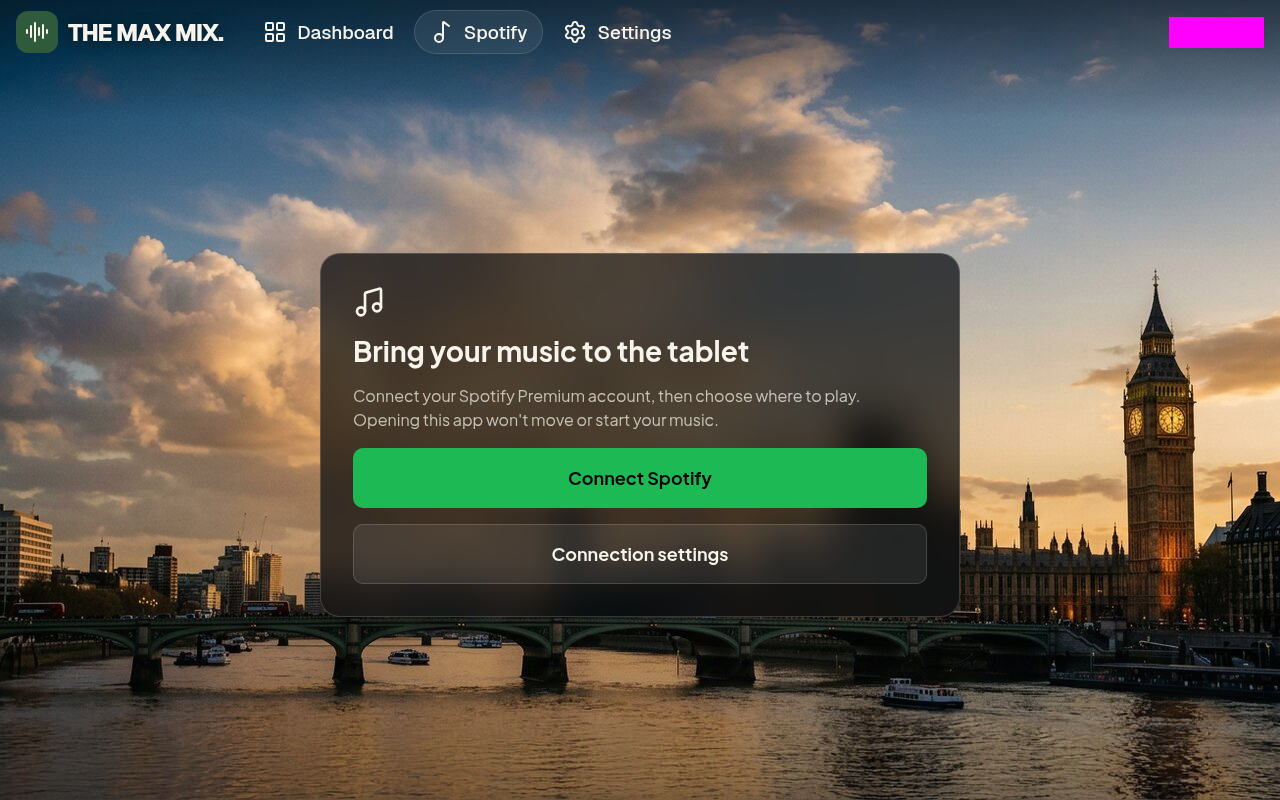 THE MAX MIX.
Dashboard
Spotify
Settings
Bring your music to the tablet
Connect your Spotify Premium account, then choose where to play.
Opening this app won't move or start your music.
Connect Spotify
Connection settings